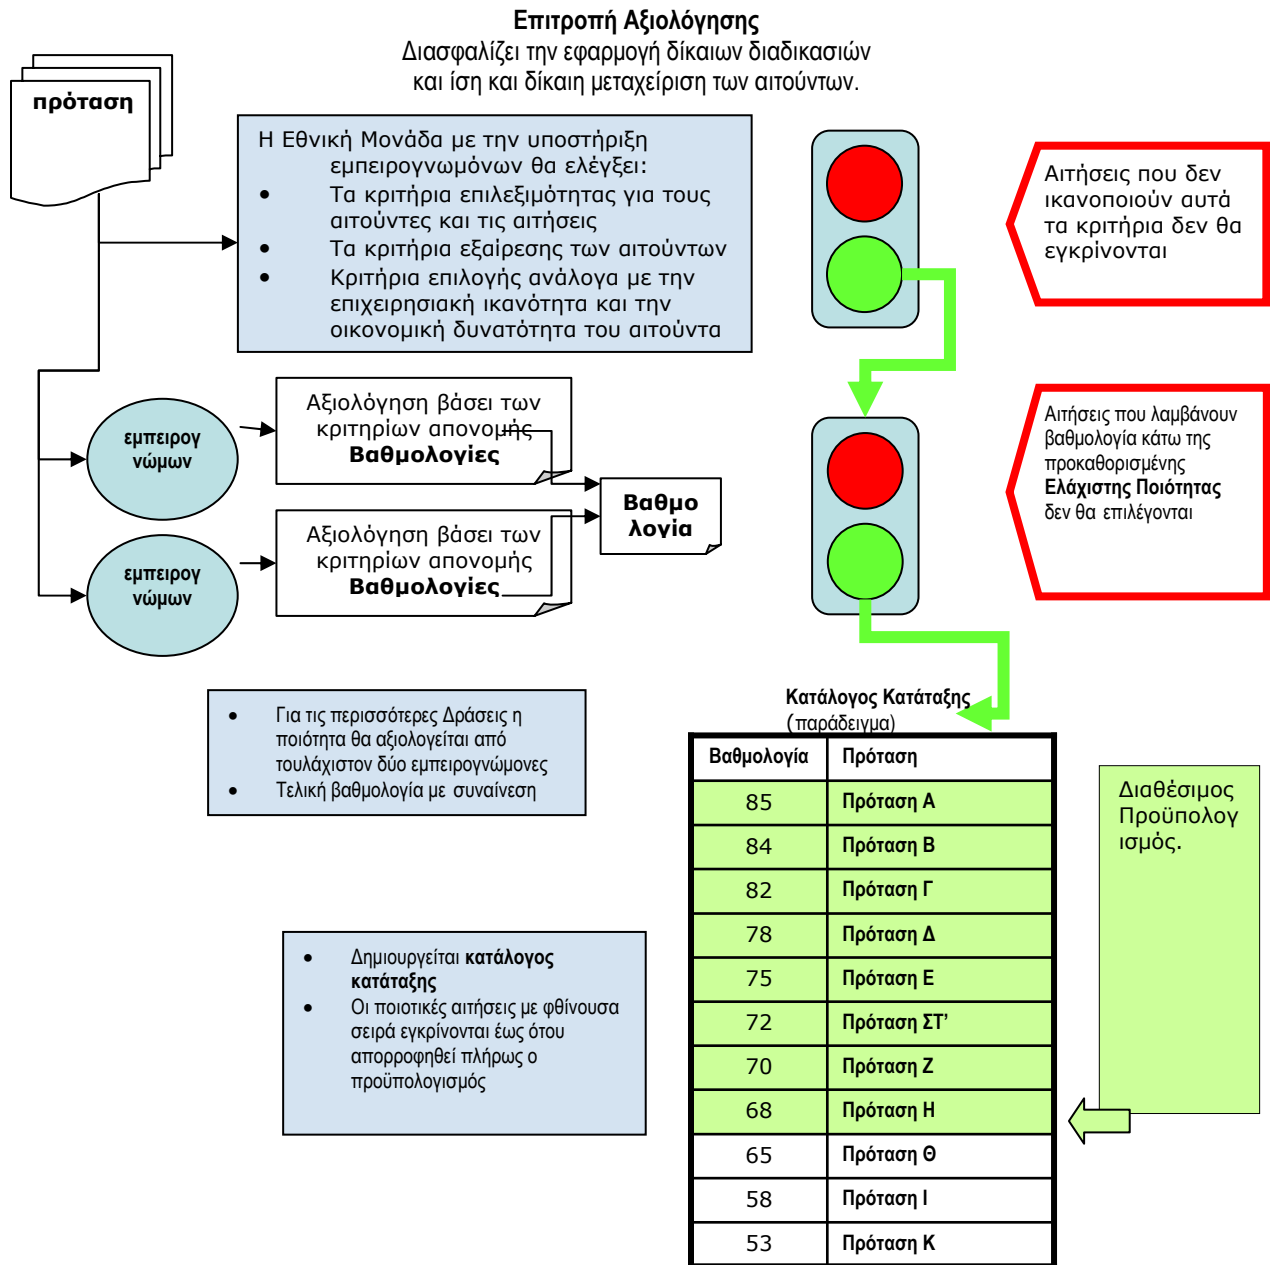 Επιτροπή Αξιολόγησης
Διασφαλίζει την εφαρμογή δίκαιων διαδικασιών
και ίση και δίκαιη μεταχείριση των αιτούντων.
πρόταση
Η Εθνική Μονάδα με την υποστήριξη
εμπειρογνωμόνων θα ελέγξει:
• Τα κριτήρια επιλεξιμότητας για τους
αιτούντες και τις αιτήσεις
• Τα κριτήρια εξαίρεσης των αιτούντων
• Κριτήρια επιλογής ανάλογα με την
επιχειρησιακή ικανότητα και την
οικονομική δυνατότητα του αιτούντα
Αιτήσεις που δεν
ικανοποιούν αυτά
τα κριτήρια δεν θα
εγκρίνονται
εμπειρογ
νώμων
Αξιολόγηση βάσει των
κριτηρίων απονομής
Βαθμολογίες
εμπειρογ
νώμων
Αξιολόγηση βάσει των
κριτηρίων απονομής
Βαθμολογίες
Βαθμο
λογία
Αιτήσεις που λαμβάνουν
βαθμολογία κάτω της
προκαθορισμένης
Ελάχιστης Ποιότητας
δεν θα επιλέγονται
• Για τις περισσότερες Δράσεις η
ποιότητα θα αξιολογείται από
τουλάχιστον δύο εμπειρογνώμονες
• Τελική βαθμολογία με συναίνεση
• Δημιουργείται κατάλογος
κατάταξης
• Οι ποιοτικές αιτήσεις με φθίνουσα
σειρά εγκρίνονται έως ότου
απορροφηθεί πλήρως ο
προϋπολογισμός
Κατάλογος Κατάταξης
(παράδειγμα)
Βαθμολογία Πρόταση
85 Πρόταση Α
84 Πρόταση Β
82 Πρόταση Γ
78 Πρόταση Δ
75 Πρόταση Ε
72 Πρόταση ΣΤ’
70 Πρόταση Ζ
68 Πρόταση Η
65 Πρόταση Θ
58 Πρόταση Ι
53 Πρόταση Κ
Διαθέσιμος
Προϋπολογ
ισμός.